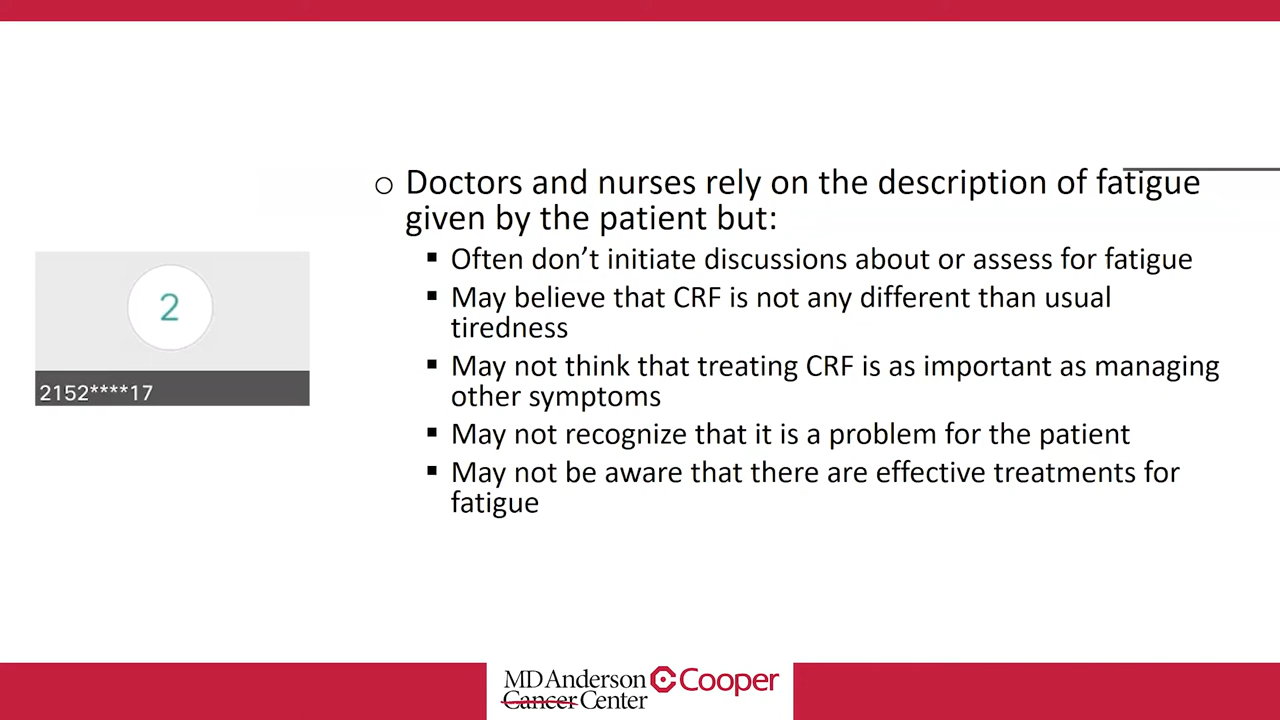 Doctors and nurses rely on the description of fatigue
given by the patient but:
Often don’t initiate discussions about or assess for fatigue
May believe that CRF is not any different than usual
tiredness
May not think that treating CRF is as important as managing
other symptoms
May not recognize that it is a problem for the patient
May not be aware that there are effective treatments for
fatigue
2
2152****17
MD Anderson
Cancer Center
Cooper